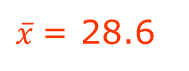 x̄ = 28.6